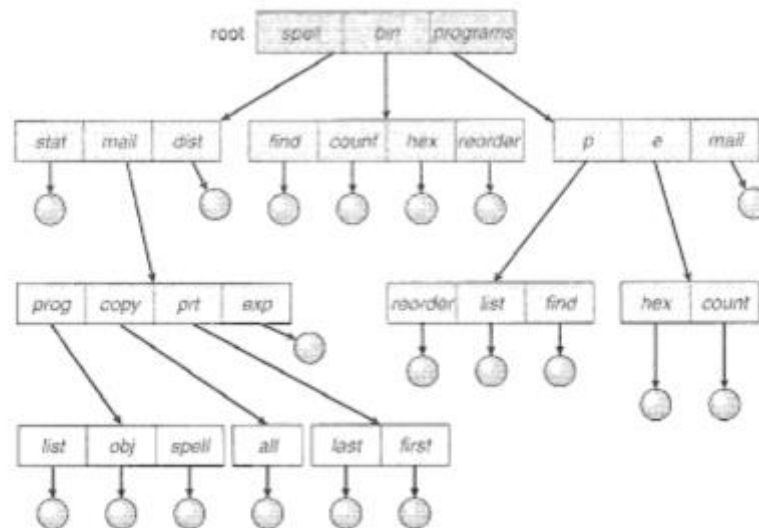 root spell bin programs
stat mail dist find count hex reorder p e mail
prog copy prt exp reorder list find hex count
list obj spell all last first